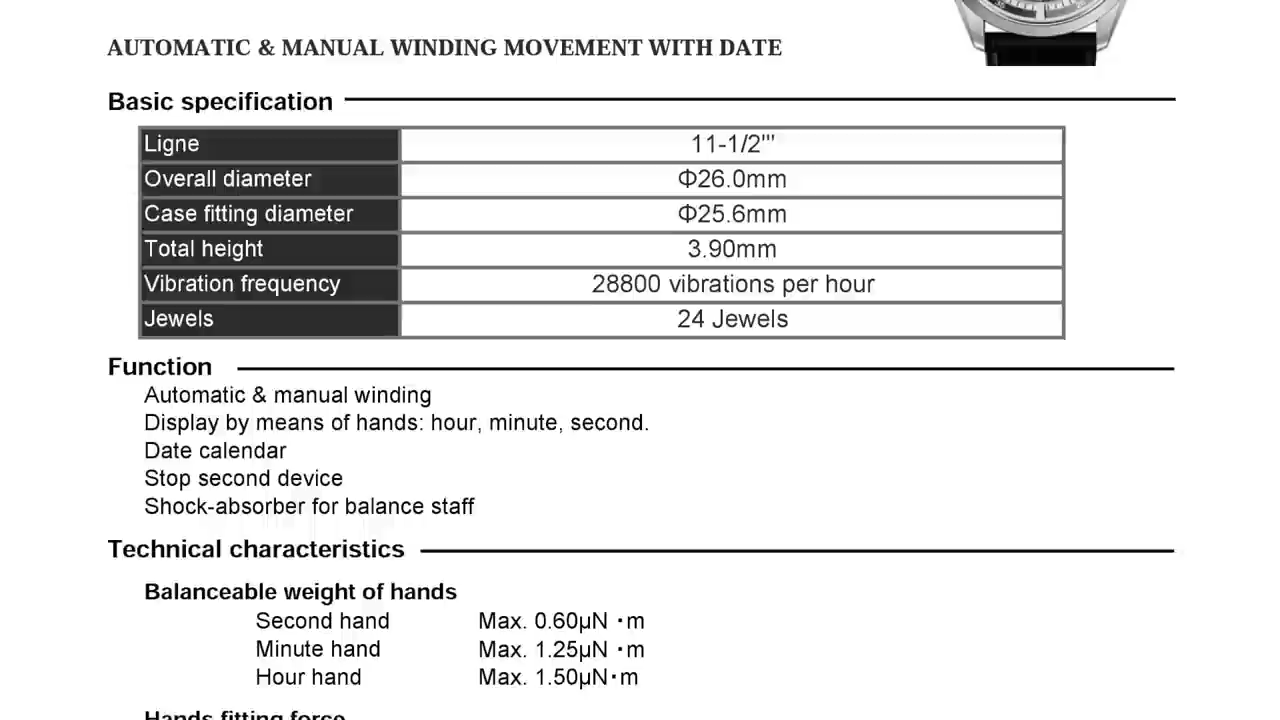 AUTOMATIC & MANUAL WINDING MOVEMENT WITH DATE
Basic specification
Ligne 11-1/2'''
Overall diameter Φ26.0mm
Case fitting diameter Φ25.6mm
Total height 3.90mm
Vibration frequency 28800 vibrations per hour
Jewels 24 Jewels
Function
Automatic & manual winding
Display by means of hands: hour, minute, second.
Date calendar
Stop second device
Shock-absorber for balance staff
Technical characteristics
Balanceable weight of hands
Second hand Max. 0.60μN・m
Minute hand Max. 1.25μN・m
Hour hand Max. 1.50μN・m
Hands fitting force